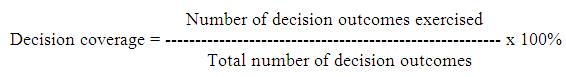 Number of decision outcomes exercised
Decision coverage = --------------------------------------------------------- x 100%
Total number of decision outcomes